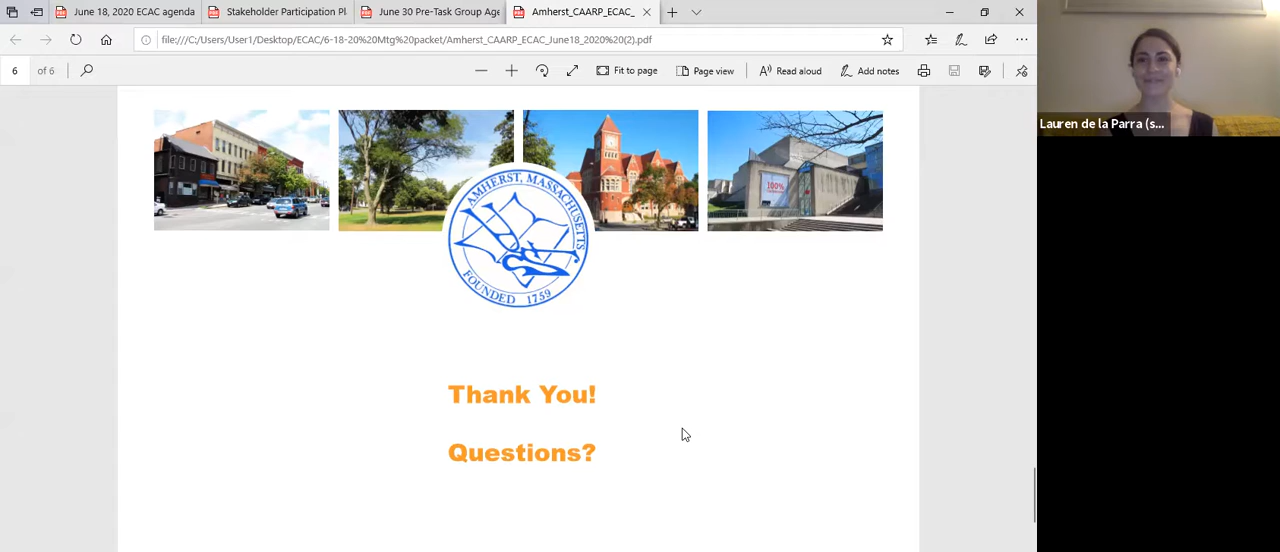 June 18, 2020 ECAC agenda
Stakeholder Participation Pl
June 30 Pre-Task Group Age
Amherst_CAARP_ECAC_
file:///C:/Users/User1/Desktop/ECAC/6-18-20%20Mtg%20packet/Amherst_CAARP_ECAC_June18_2020%20(2).pdf
6 of 6
Fit to page
Page view
Read aloud
Add notes
Lauren de la Parra (s...
100%
AMHERST, MASSACHUSETTS
FOUNDED 1759
Thank You!
Questions?